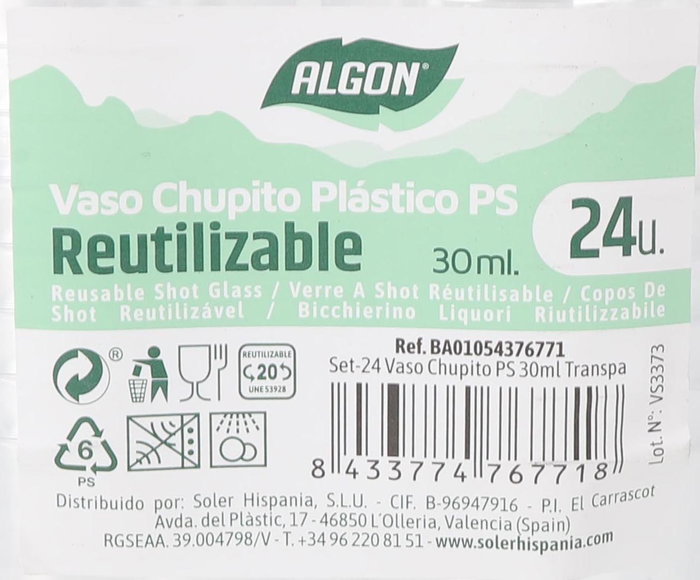 ALGON®
Vaso Chupito Plástico PS
Reutilizable 30ml. 24u.
Reusable Shot Glass / Verre A Shot Réutilisable / Copos De
Shot Reutilizável / Bicchierino Liquori Riutilizzabile
®
REUTILIZABLE
20
UNE 53928
6
PS
Ref. BA01054376771
Set-24 Vaso Chupito PS 30ml Transpa
8 433774 767718
Lot. Nº: VS3373
Distribuido por: Soler Hispania, S.L.U. - CIF. B-96947916 - P.I. El Carrascot
Avda. del Plàstic, 17 - 46850 L'Olleria, Valencia (Spain)
RGSEAA. 39.004798/V - T. +34 96 220 81 51 - www.solerhispania.com